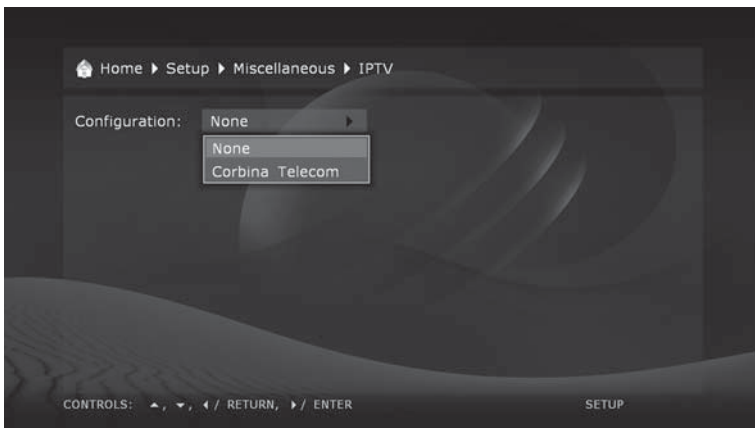 Home ▸ Setup ▸ Miscellaneous ▸ IPTV
Configuration: None ▸
None
Corbina Telecom
CONTROLS: ▴, ▾, ◂ / RETURN, ▸ / ENTER SETUP